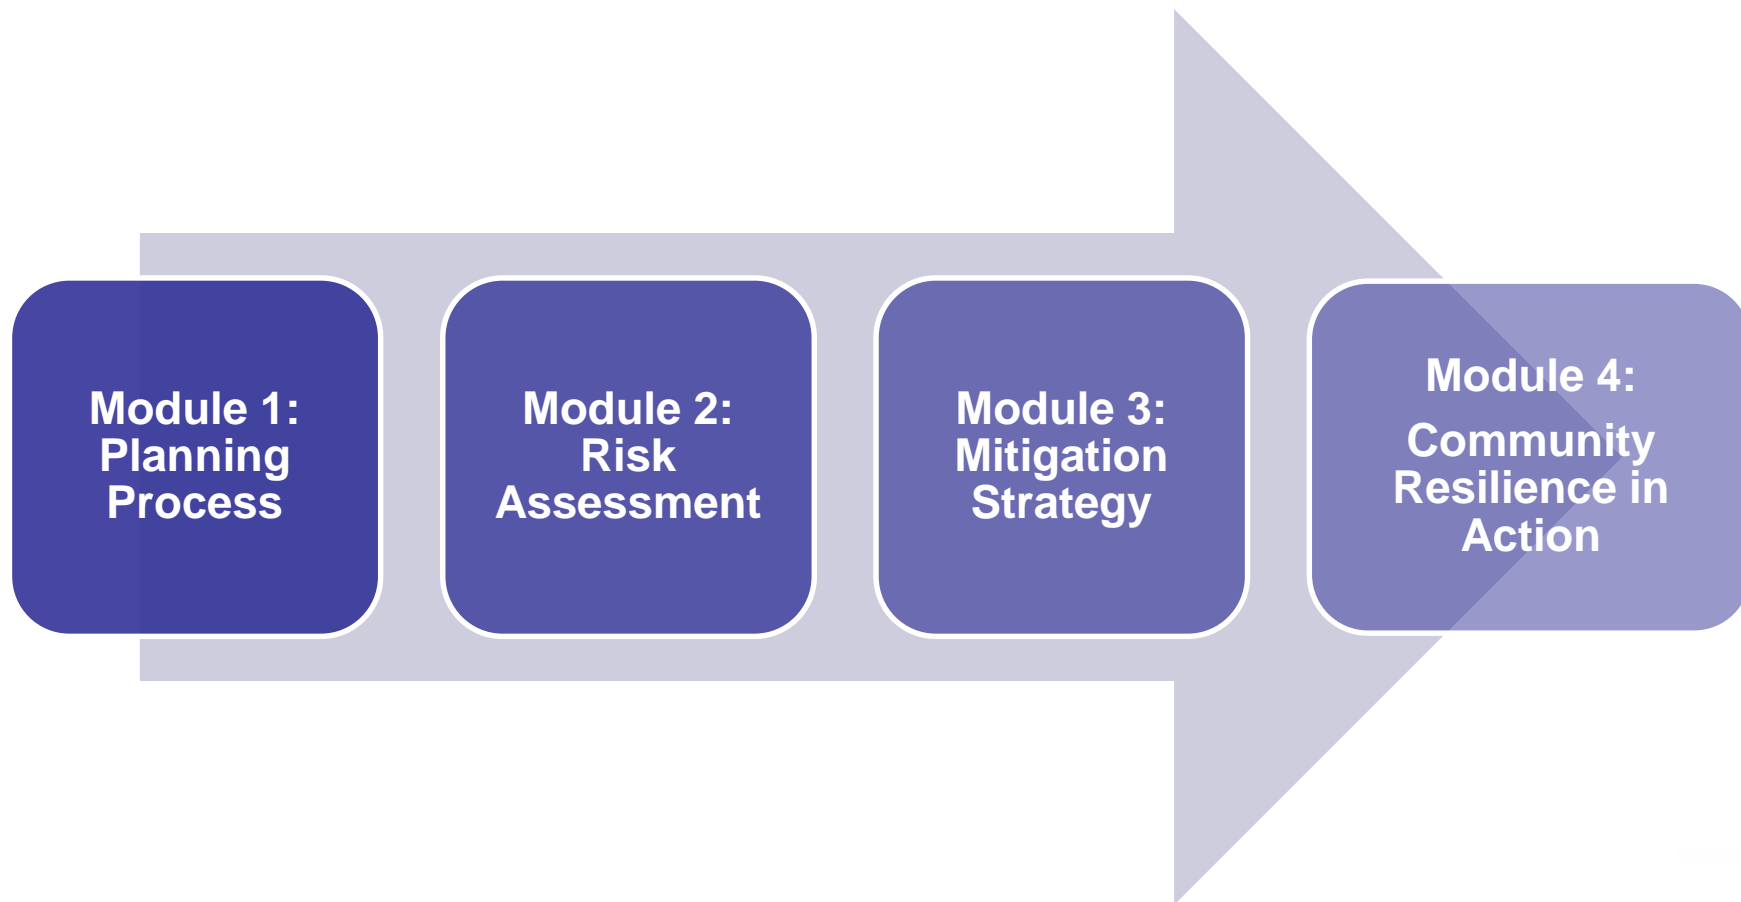 Module 1:
Planning
Process
Module 2:
Risk
Assessment
Module 3:
Mitigation
Strategy
Module 4:
Community
Resilience in
Action